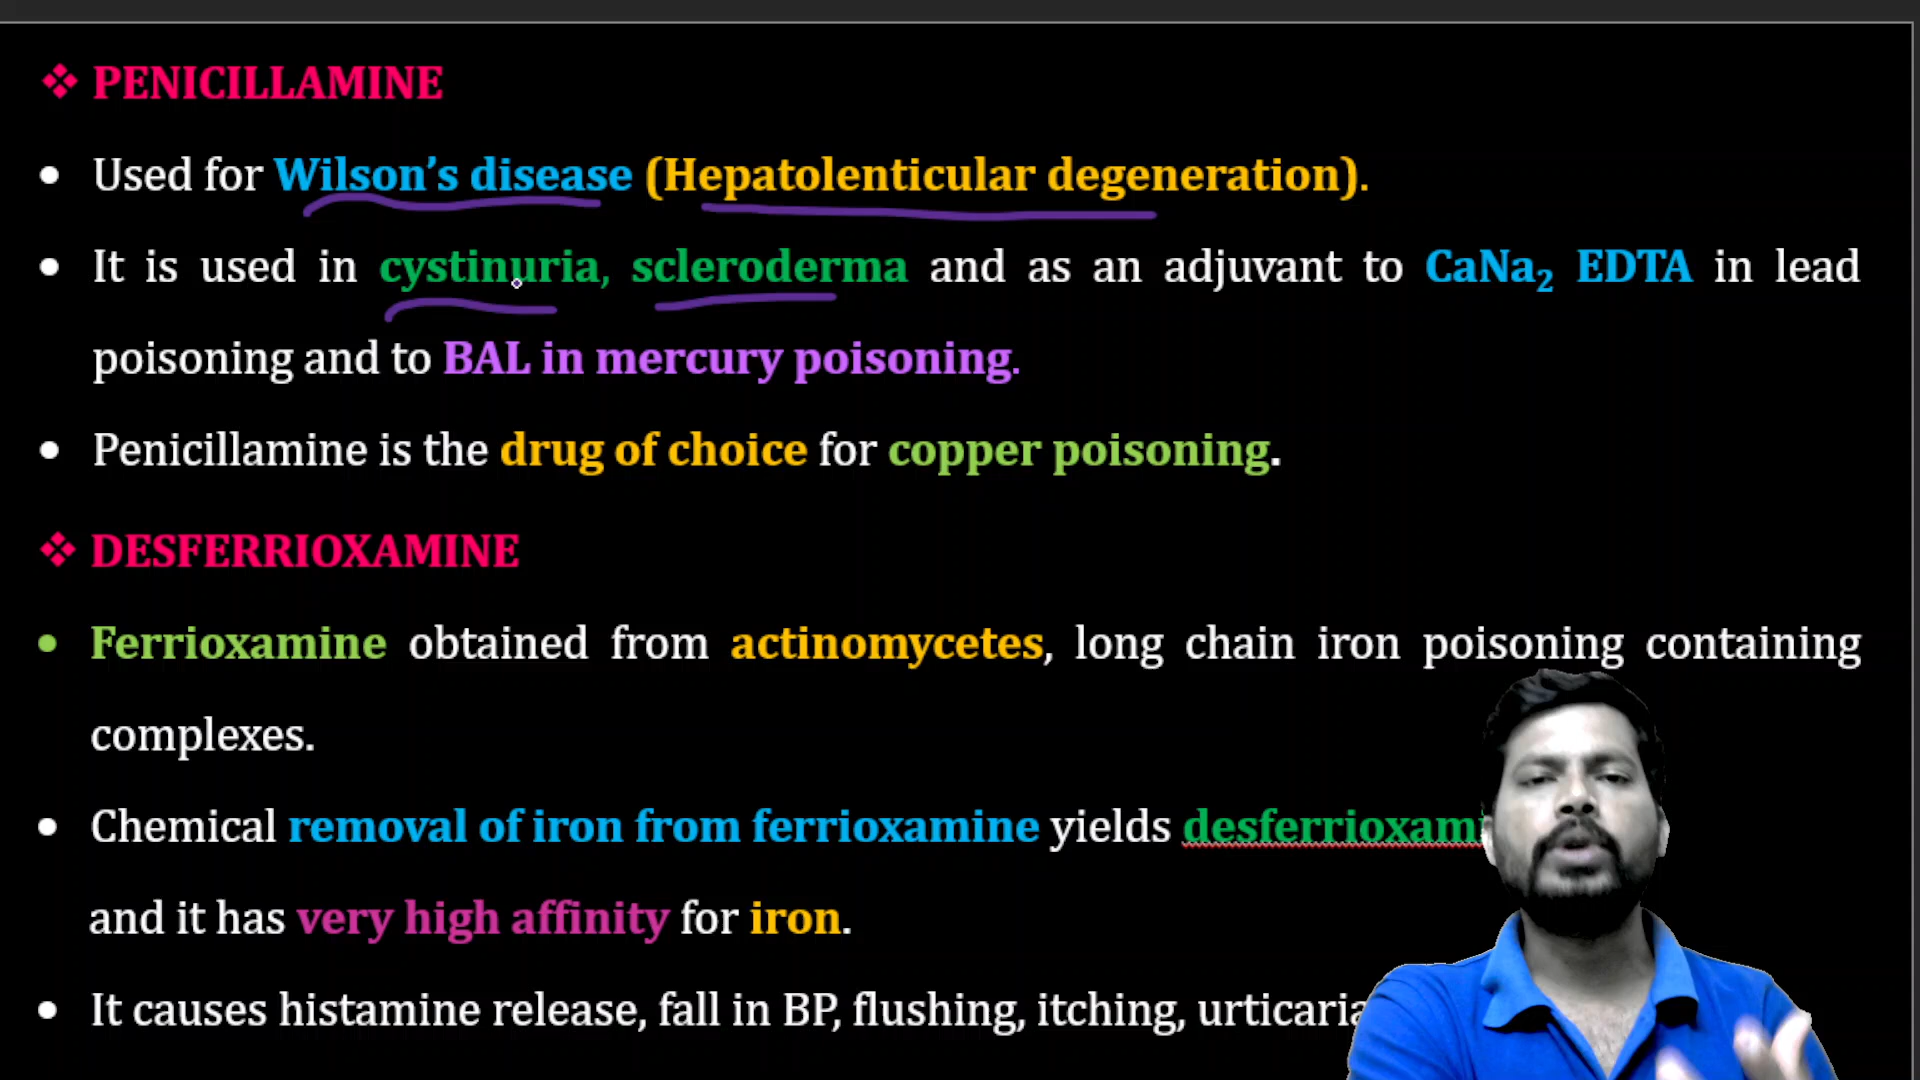 ❖ PENICILLAMINE
• Used for Wilson’s disease (Hepatolenticular degeneration).
• It is used in cystinuria, scleroderma and as an adjuvant to CaNa₂ EDTA in lead
poisoning and to BAL in mercury poisoning.
• Penicillamine is the drug of choice for copper poisoning.
❖ DESFERRIOXAMINE
• Ferrioxamine obtained from actinomycetes, long chain iron poisoning containing
complexes.
• Chemical removal of iron from ferrioxamine yields
and it has very high affinity for iron.
• It causes histamine release, fall in BP, flushing, itching, urticaria